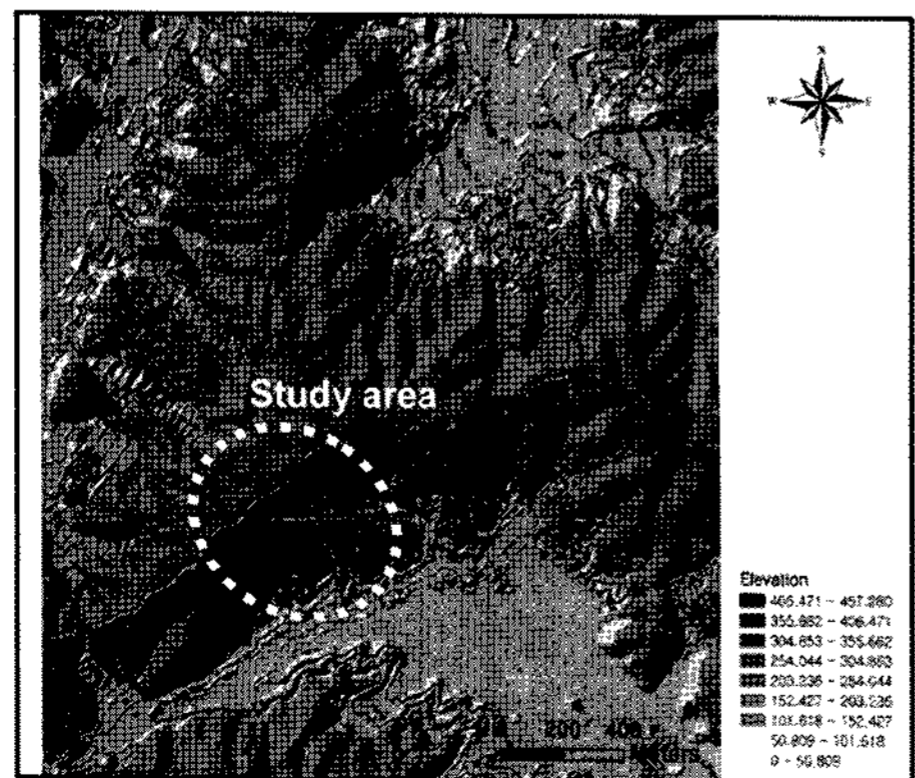 N
W E
S
Study area
Elevation
406.471 ~ 457.280
355.662 ~ 406.471
304.853 ~ 355.662
254.044 ~ 304.853
203.236 ~ 254.044
152.427 ~ 203.236
101.618 ~ 152.427
50.809 ~ 101.618
0 ~ 50.809
200 400